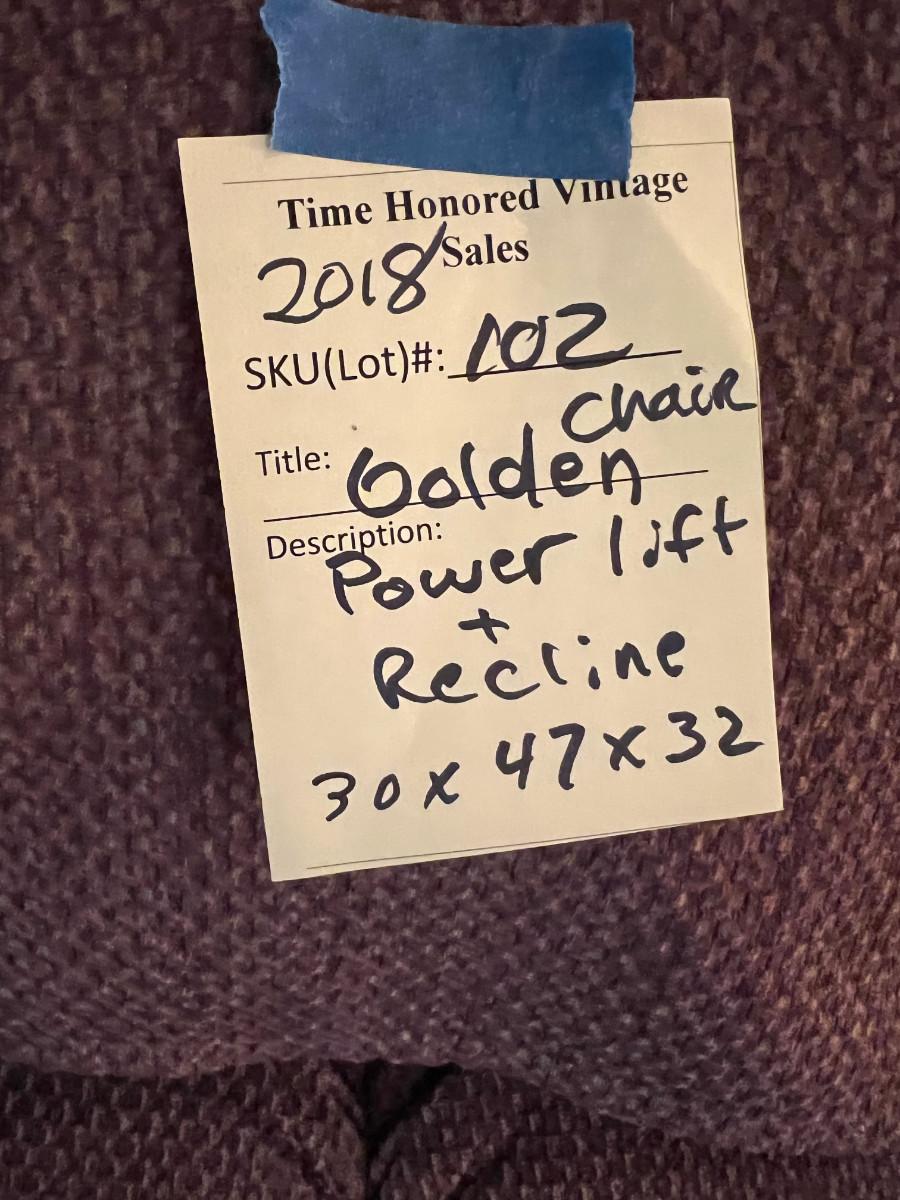 Time Honored Vintage
Sales
2018
SKU(Lot)#: 102
Chair
Title: Golden
Description:
Power lift
+
Recline
30 x 47 x 32